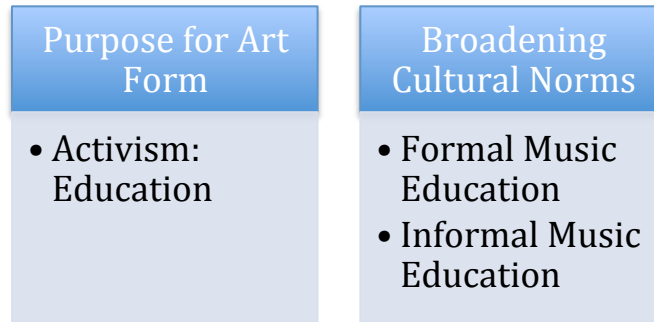 Purpose for Art
Form
• Activism:
Education
Broadening
Cultural Norms
• Formal Music
Education
• Informal Music
Education